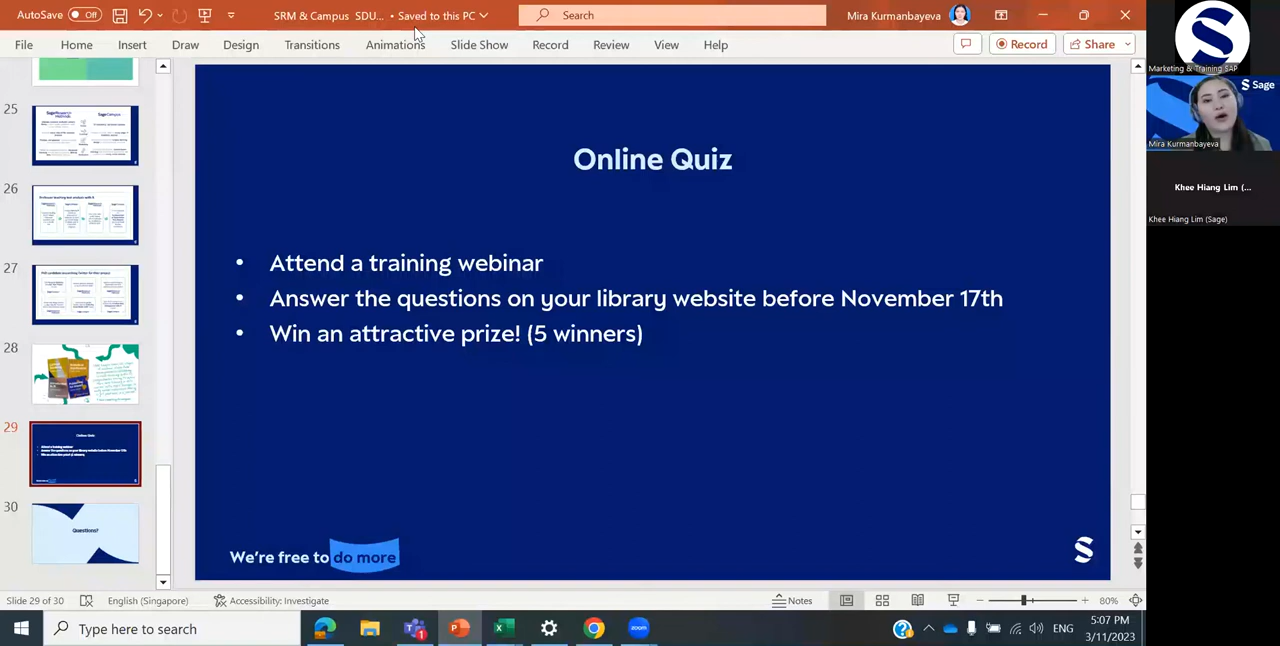 AutoSave Off SRM & Campus SDU... • Saved to this PC Search Mira Kurmanbayeva
File Home Insert Draw Design Transitions Animations Slide Show Record Review View Help Record Share
Marketing & Training SAP
Sage
Mira Kurmanbayeva
Khee Hiang Lim (...
Khee Hiang Lim (Sage)
25
26
27
28
29
30
Questions?
Online Quiz
• Attend a training webinar
• Answer the questions on your library website before November 17th
• Win an attractive prize! (5 winners)
We're free to do more
Slide 29 of 30 English (Singapore) Accessibility: Investigate Notes 80%
Type here to search
zoom
ENG
5:07 PM
3/11/2023